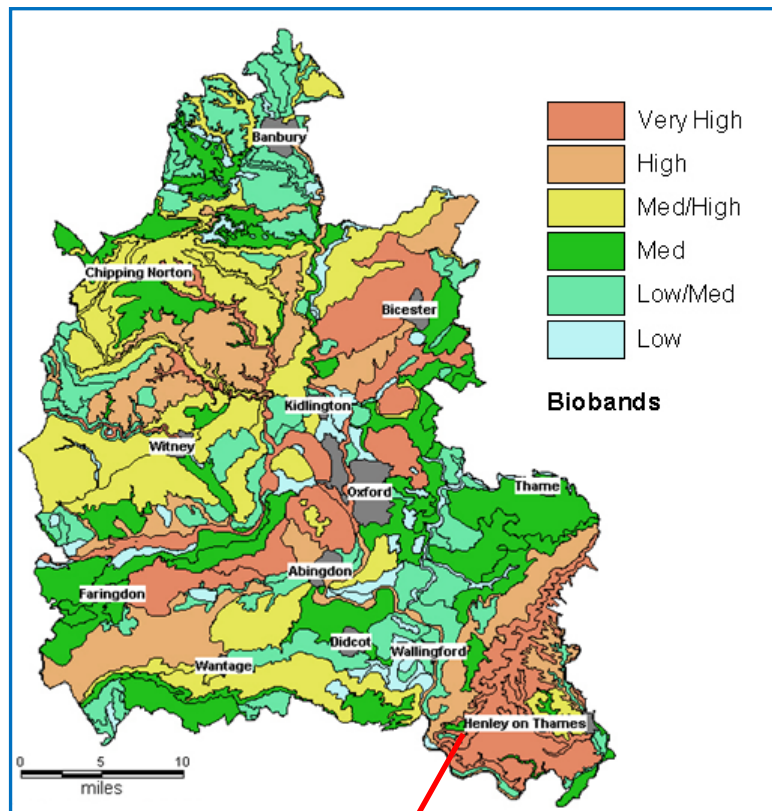 Banbury
Very High
High
Med/High
Med
Low/Med
Low
Biobands
Chipping Norton
Bicester
Kidlington
Witney
Oxford
Thame
Abingdon
Faringdon
Didcot
Wallingford
Wantage
Henley on Thames
0 5 10
miles